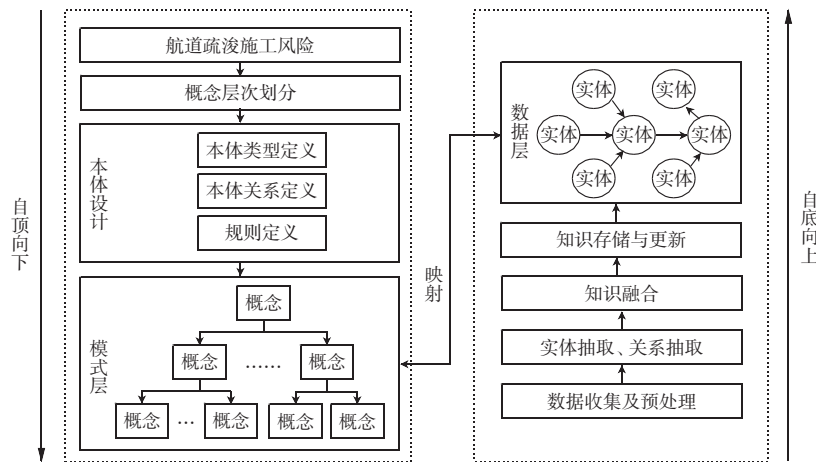 自顶向下
航道疏浚施工风险
概念层次划分
本体设计
本体类型定义
本体关系定义
规则定义
模式层
概念
概念
……
概念
概念
…
概念
概念
概念
映射
数据层
实体
实体
实体
实体
实体
实体
实体
知识存储与更新
知识融合
实体抽取、关系抽取
数据收集及预处理
自底向上